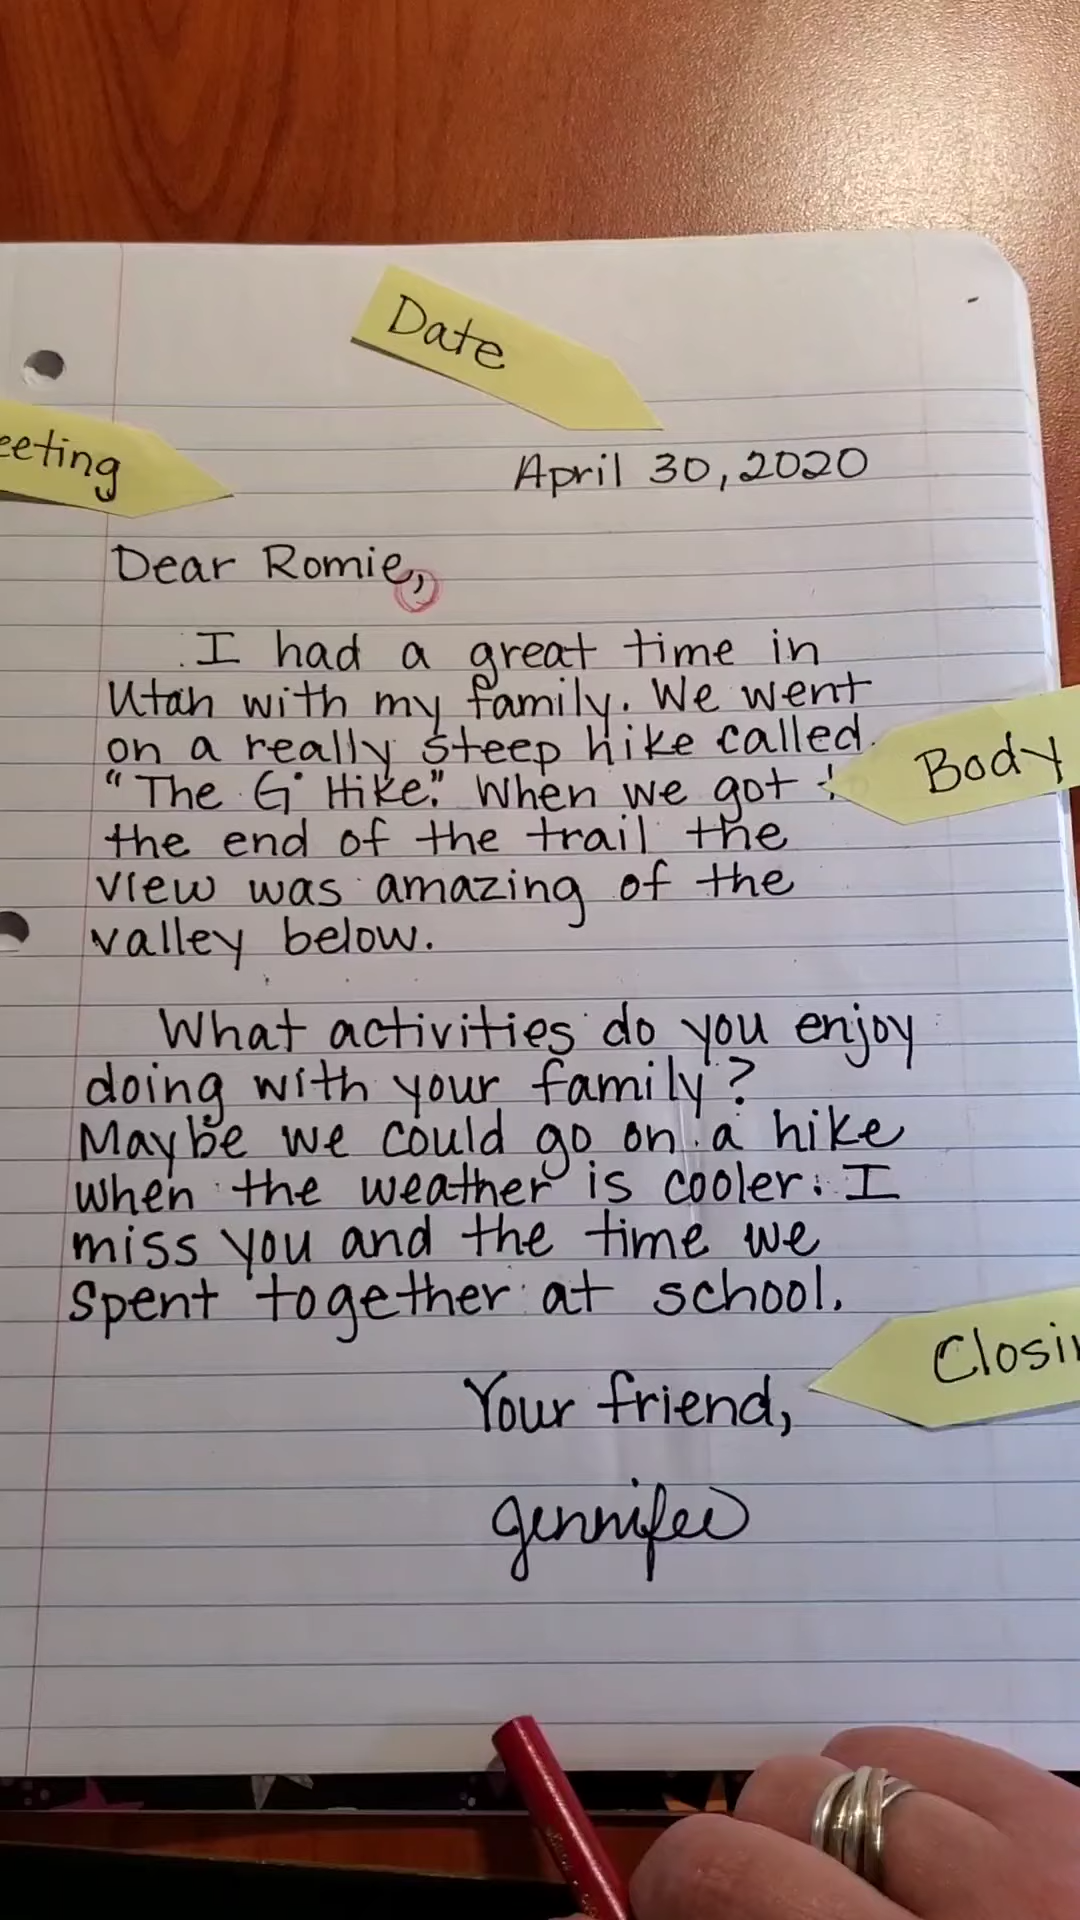 Date
eeting
April 30, 2020
Dear Romie,
I had a great time in
Utah with my family. We went
on a really steep hike called
"The G Hike." When we got
the end of the trail the
view was amazing of the
valley below.
Body
What activities do you enjoy
doing with your family?
Maybe we could go on a hike
when the weather is cooler. I
miss you and the time we
spent together at school.
Closin
Your friend,
Jennifer